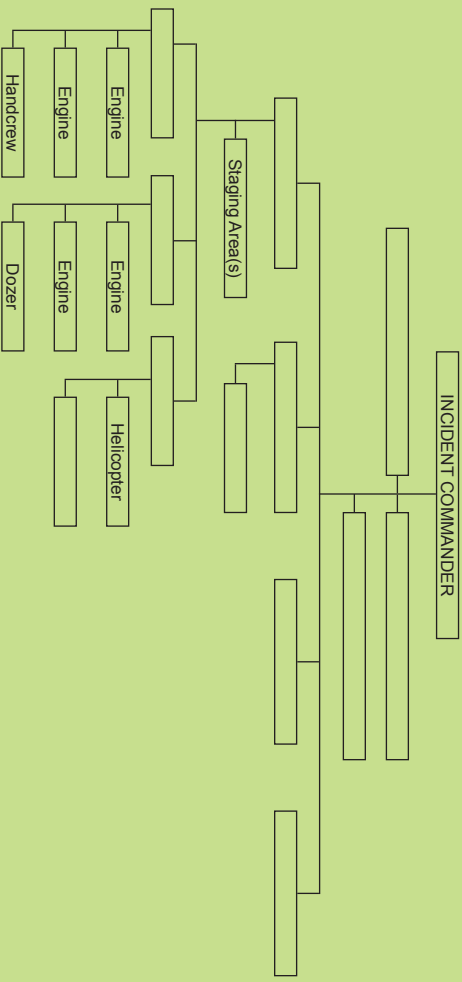 INCIDENT COMMANDER
Staging Area(s)
Engine
Engine
Helicopter
Engine
Engine
Handcrew
Dozer